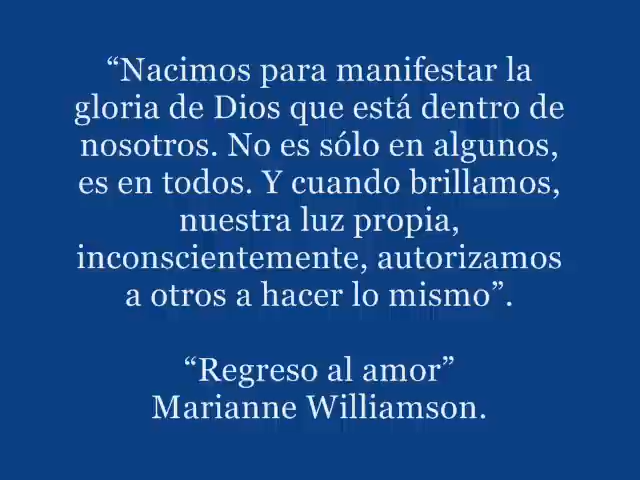 “Nacimos para manifestar la
gloria de Dios que está dentro de
nosotros. No es sólo en algunos,
es en todos. Y cuando brillamos,
nuestra luz propia,
inconscientemente, autorizamos
a otros a hacer lo mismo”.
“Regreso al amor”
Marianne Williamson.